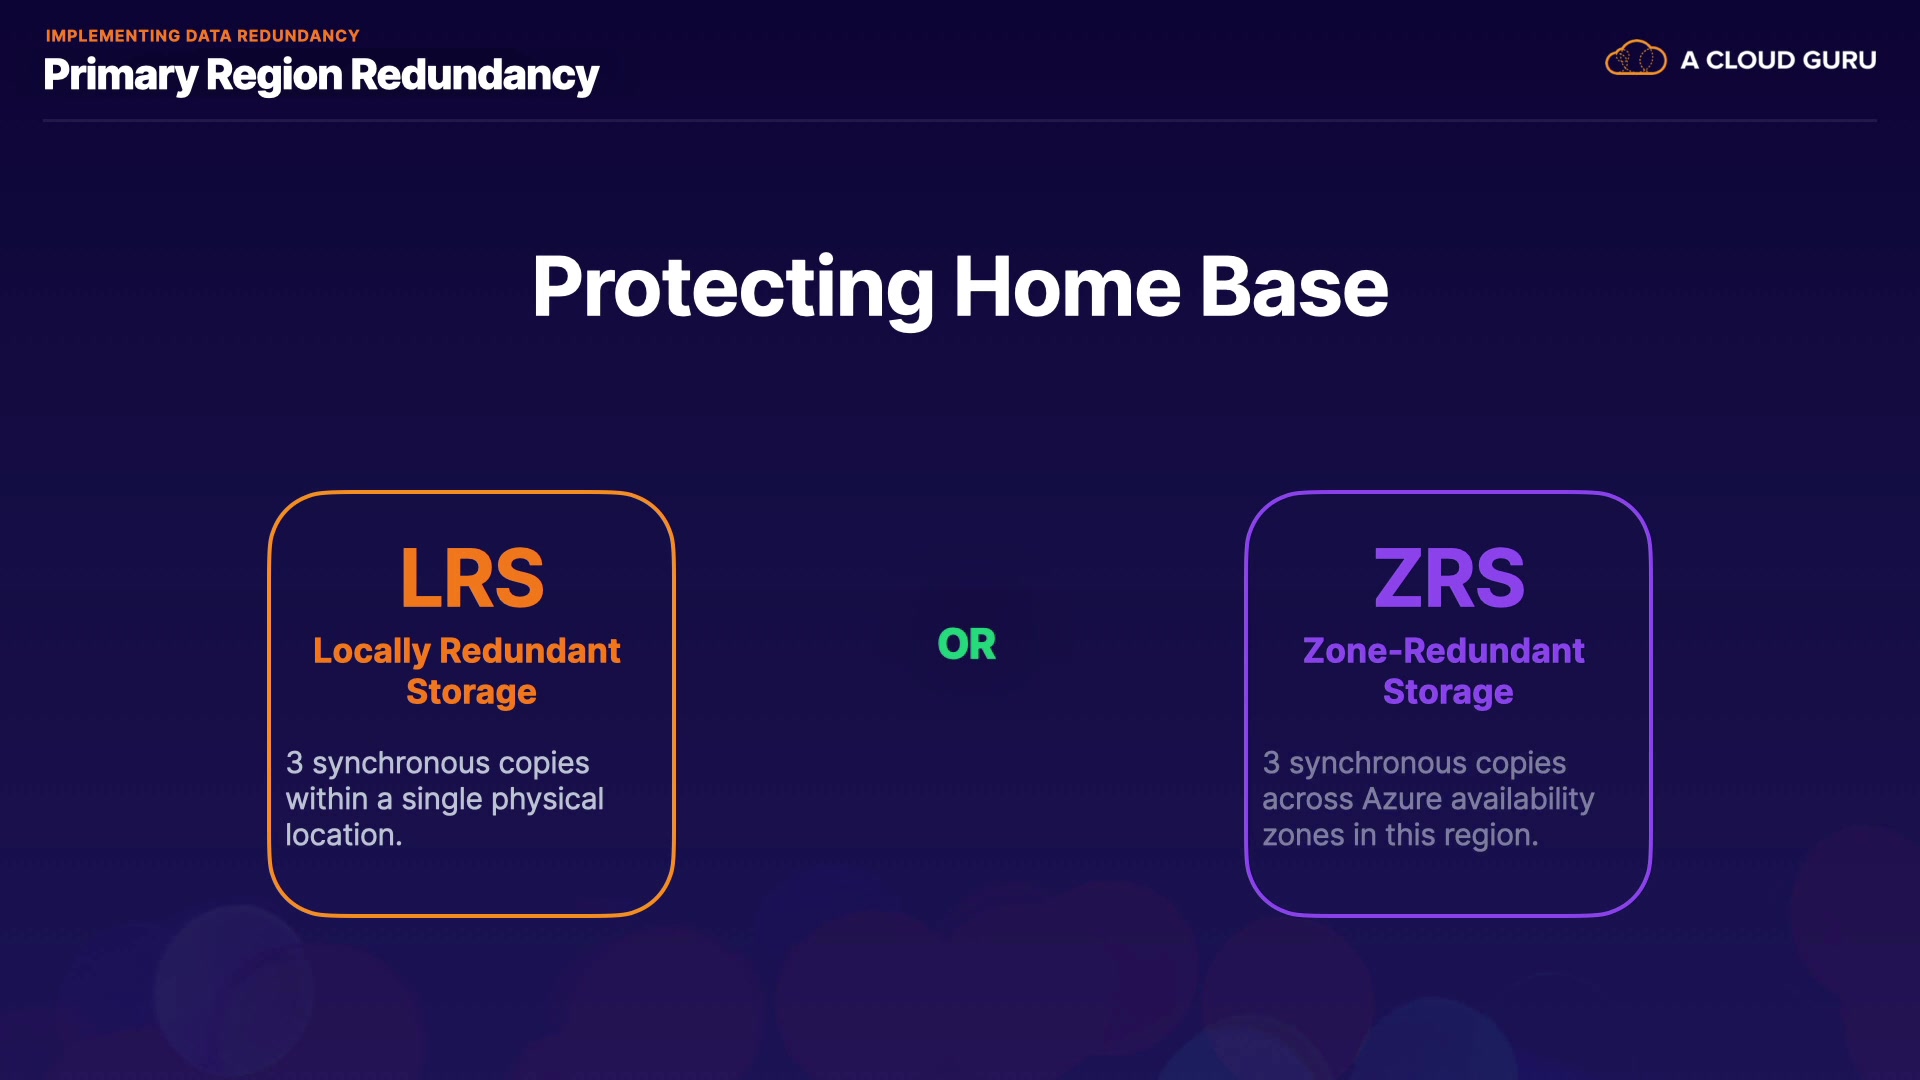 IMPLEMENTING DATA REDUNDANCY
Primary Region Redundancy
A CLOUD GURU
Protecting Home Base
LRS
Locally Redundant
Storage
3 synchronous copies
within a single physical
location.
OR
ZRS
Zone-Redundant
Storage
3 synchronous copies
across Azure availability
zones in this region.